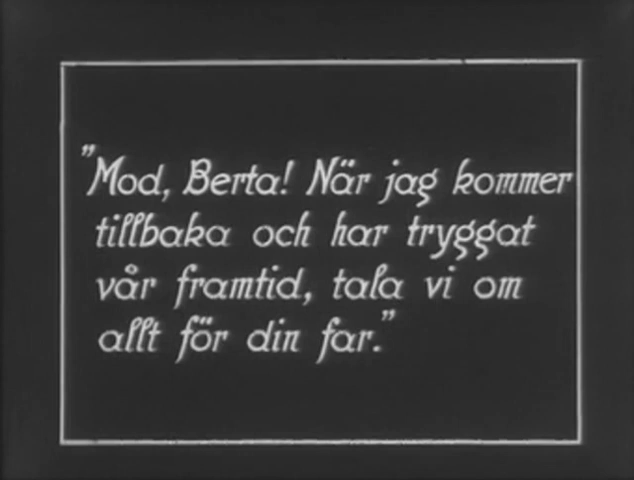 "Mod, Berta! När jag kommer
tillbaka och har tryggat
vår framtid, tala vi om
allt för din far."